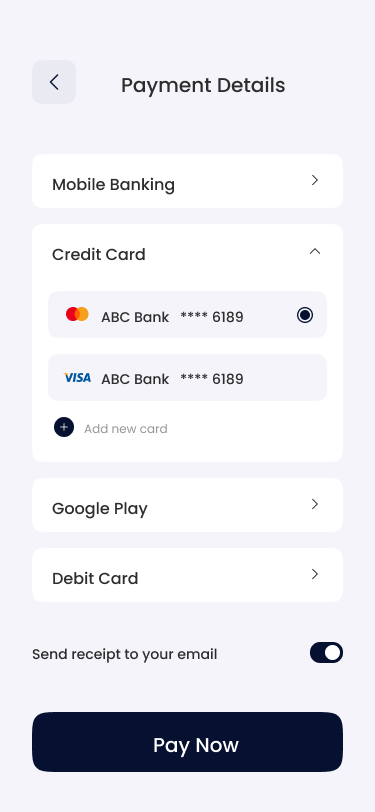 Payment Details
Mobile Banking
Credit Card
ABC Bank **** 6189
VISA ABC Bank **** 6189
Add new card
Google Play
Debit Card
Send receipt to your email
Pay Now